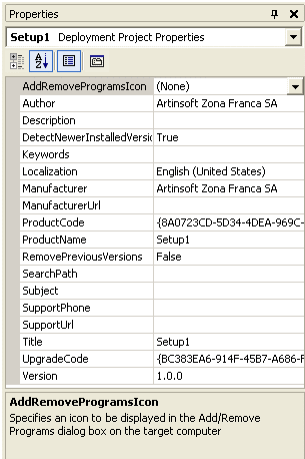 Properties
Setup1 Deployment Project Properties
AddRemoveProgramsIcon (None)
Author Artinsoft Zona Franca SA
Description
DetectNewerInstalledVersic True
Keywords
Localization English (United States)
Manufacturer Artinsoft Zona Franca SA
ManufacturerUrl
ProductCode {8A0723CD-5D34-4DEA-969C-
ProductName Setup1
RemovePreviousVersions False
SearchPath
Subject
SupportPhone
SupportUrl
Title Setup1
UpgradeCode {BC383EA6-914F-45B7-A686-F
Version 1.0.0
AddRemoveProgramsIcon
Specifies an icon to be displayed in the Add/Remove
Programs dialog box on the target computer